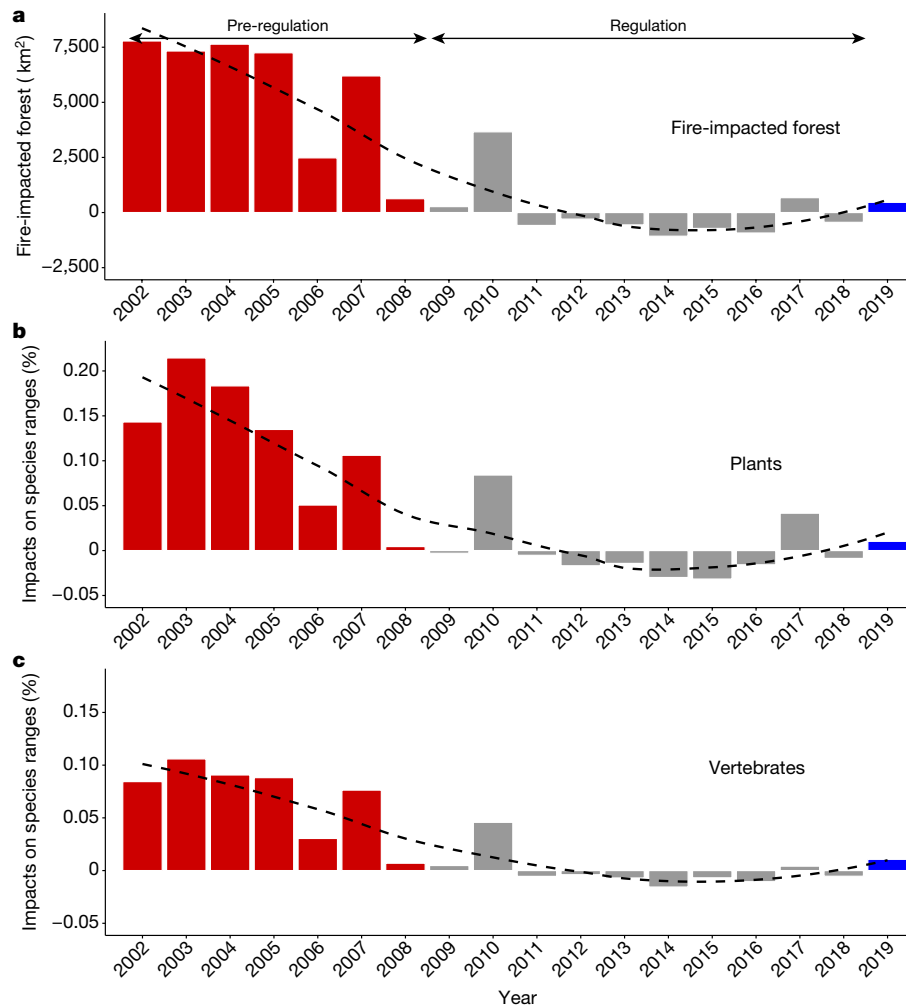 a
Pre-regulation
Regulation
Fire-impacted forest ( km²)
7,500
5,000
2,500
0
−2,500
Fire-impacted forest
2002 2003 2004 2005 2006 2007 2008 2009 2010 2011 2012 2013 2014 2015 2016 2017 2018 2019
b
Impacts on species ranges (%)
0.20
0.15
0.10
0.05
0
−0.05
Plants
2002 2003 2004 2005 2006 2007 2008 2009 2010 2011 2012 2013 2014 2015 2016 2017 2018 2019
c
Impacts on species ranges (%)
0.15
0.10
0.05
0
−0.05
Vertebrates
2002 2003 2004 2005 2006 2007 2008 2009 2010 2011 2012 2013 2014 2015 2016 2017 2018 2019
Year